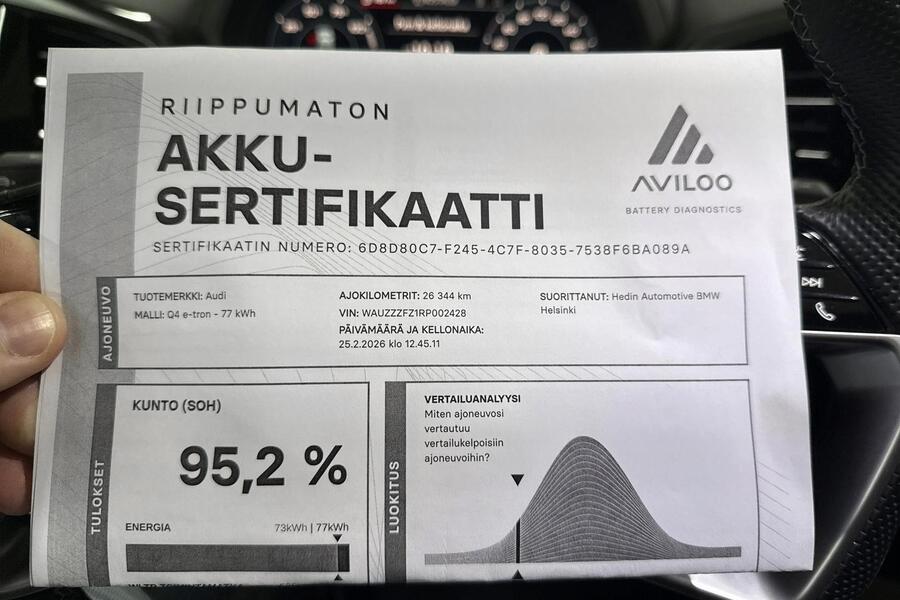 RIIPPUMATON
AKKU-
SERTIFIKAATTI
SERTIFIKAATIN NUMERO: 6D8D80C7-F245-4C7F-8035-7538F6BA089A
AVILOO
BATTERY DIAGNOSTICS
AJONEUVO
TUOTEMERKKI: Audi
MALLI: Q4 e-tron - 77 kWh
AJOKILOMETRIT: 26 344 km
VIN: WAUZZZFZ1RP002428
PÄIVÄMÄÄRÄ JA KELLONAIKA:
25.2.2026 klo 12.45.11
SUORITTANUT: Hedin Automotive BMW
Helsinki
TULOKSET
KUNTO (SOH)
95,2 %
ENERGIA
73kWh | 77kWh
LUOKITUS
VERTAILUANALYYSI
Miten ajoneuvosi
vertautuu
vertailukelpoisiin
ajoneuvoihin?